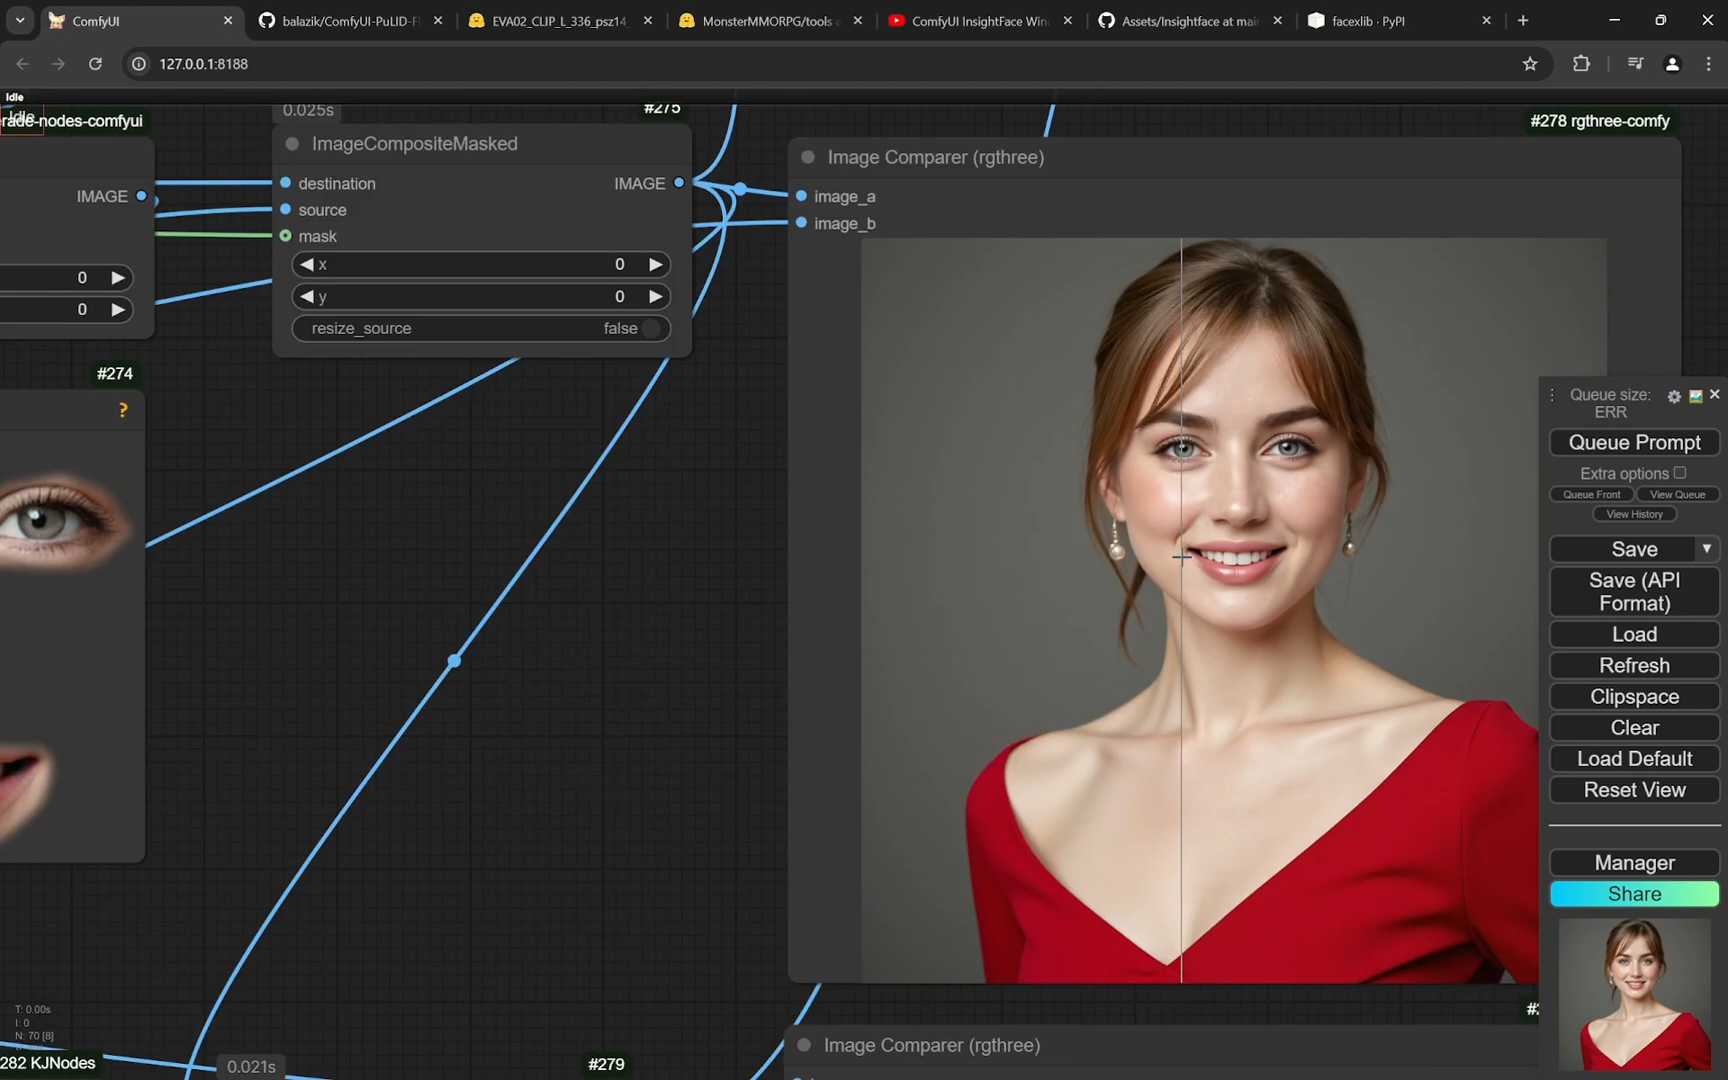 ComfyUI
balazik/ComfyUI-PuLID-F
EVA02_CLIP_L_336_psz14
MonsterMMORPG/tools
ComfyUI InsightFace Win
Assets/Insightface at mai
facexlib · PyPI
127.0.0.1:8188
Idle
Idle
rade-nodes-comfyui
0.025s
#275
#278 rgthree-comfy
ImageCompositeMasked
Image Comparer (rgthree)
IMAGE
destination
IMAGE
image_a
source
image_b
mask
0
x
0
0
y
0
resize_source
false
#274
?
Queue size:
ERR
Queue Prompt
Extra options
Queue Front
View Queue
View History
Save
Save (API
Format)
Load
Refresh
Clipspace
Clear
Load Default
Reset View
Manager
Share
T: 0.00s
I: 0
N: 70 [8]
282 KJNodes
0.021s
#279
Image Comparer (rgthree)